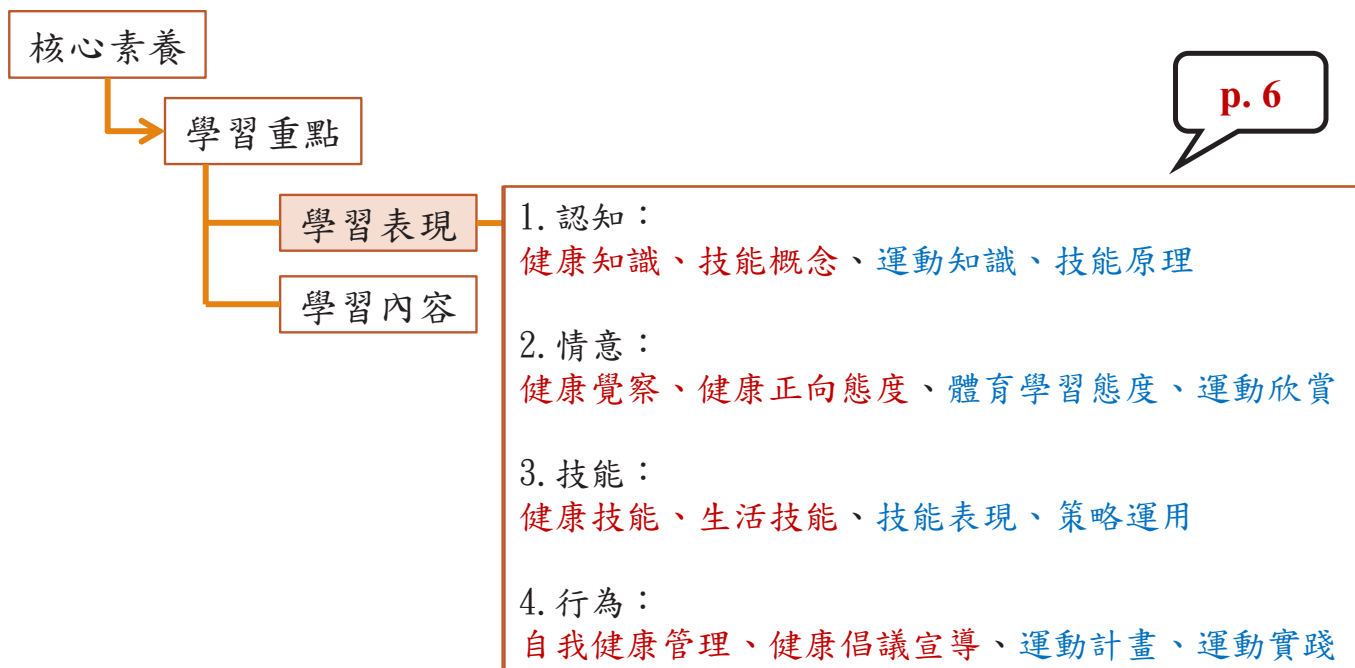 核心素養
p. 6
學習重點
學習表現
學習內容
1.認知：
健康知識、技能概念、運動知識、技能原理
2.情意：
健康覺察、健康正向態度、體育學習態度、運動欣賞
3.技能：
健康技能、生活技能、技能表現、策略運用
4.行為：
自我健康管理、健康倡議宣導、運動計畫、運動實踐